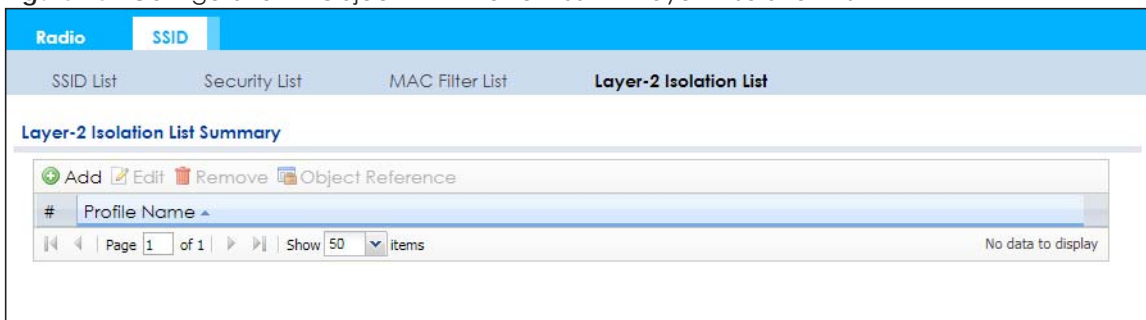 Radio SSID
SSID List Security List MAC Filter List Layer-2 Isolation List
Layer-2 Isolation List Summary
Add Edit Remove Object Reference
# Profile Name
Page 1 of 1 Show 50 items No data to display